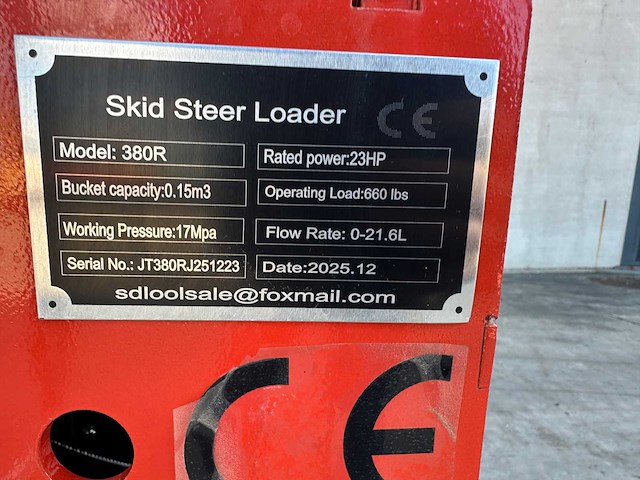 Skid Steer Loader CE
Model: 380R
Rated power:23HP
Bucket capacity:0.15m3
Operating Load:660 lbs
Working Pressure:17Mpa
Flow Rate: 0-21.6L
Serial No.: JT380RJ251223
Date:2025.12
sdloolsale@foxmail.com
CE